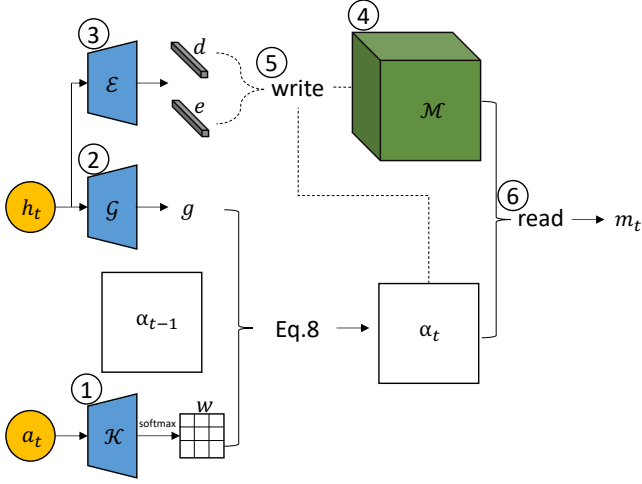 ③ d ④
ℰ ⑤
e write ℳ
②
h_t 𝒢 g ⑥
read m_t
α_{t−1} Eq.8 α_t
① w
softmax
a_t 𝒦